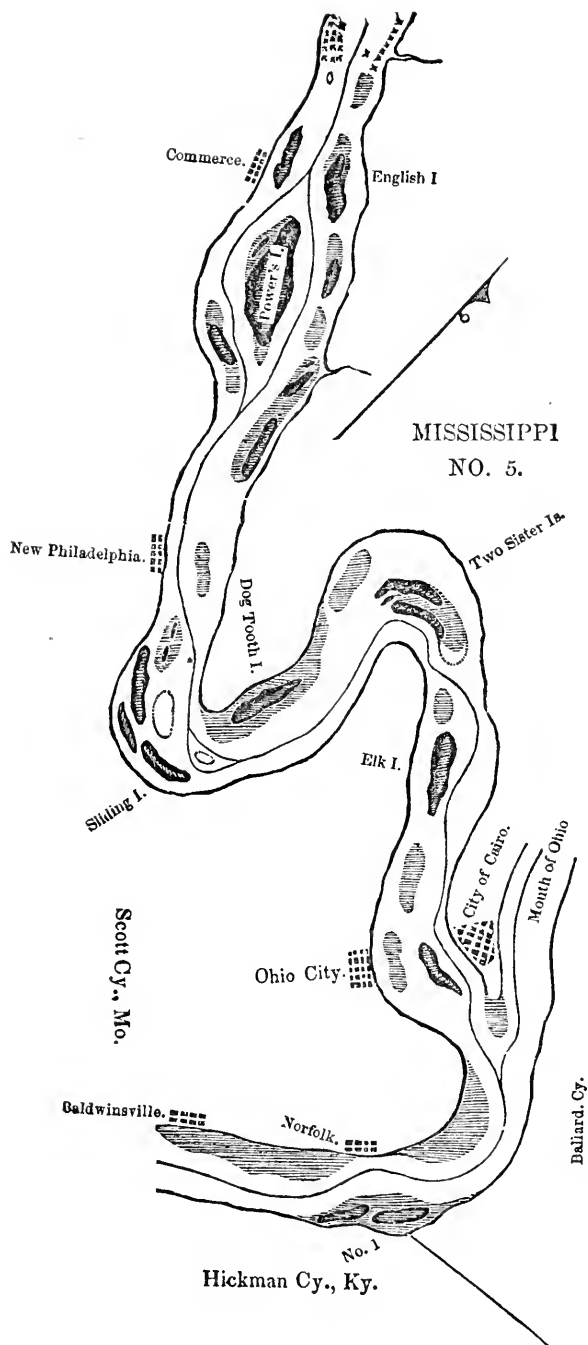 Commerce.
English I
Power's I.
MISSISSIPPI
NO. 5.
New Philadelphia.
Two Sister Is.
Dog Tooth I.
Elk I.
Sliding I.
City of Cairo.
Mouth of Ohio
Scott Cy., Mo.
Ohio City.
Baldwinsville.
Norfolk.
Ballard. Cy.
No. 1
Hickman Cy., Ky.